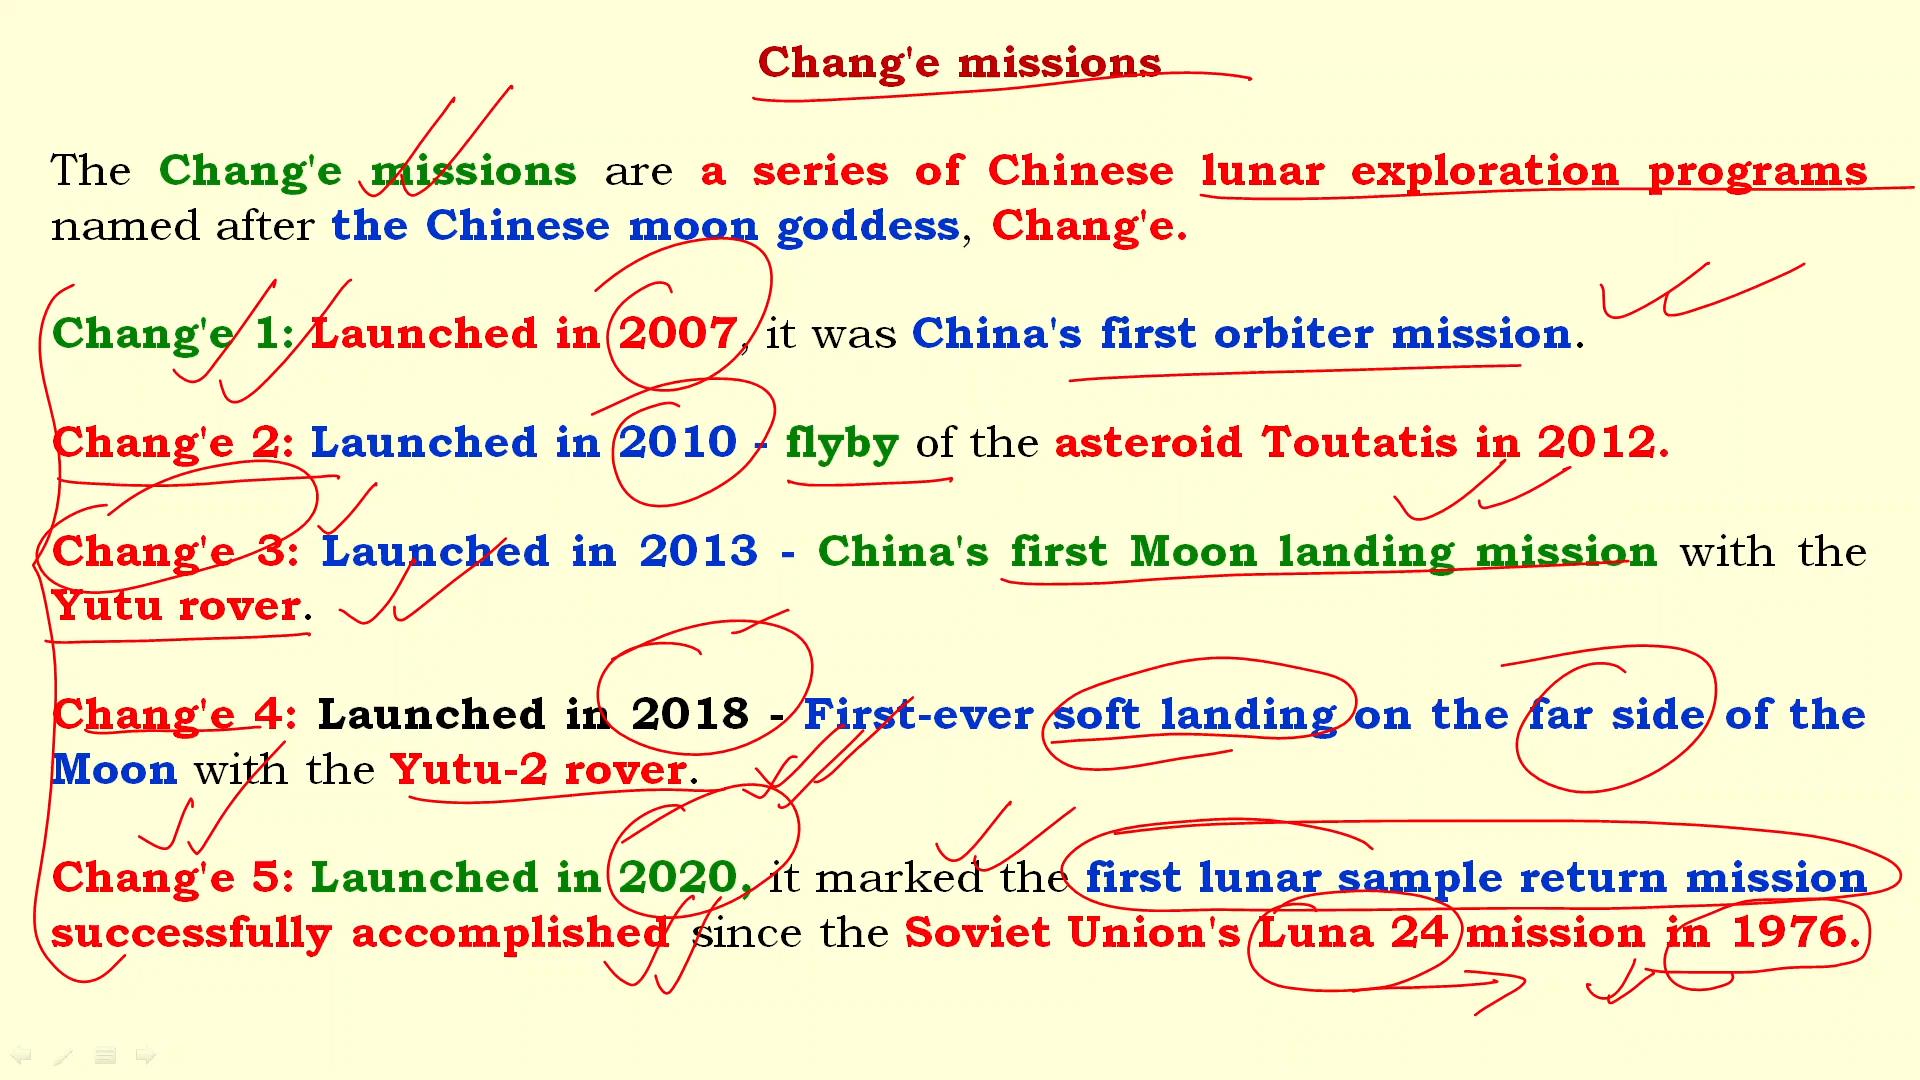 Chang'e missions
The Chang'e missions are a series of Chinese lunar exploration programs
named after the Chinese moon goddess, Chang'e.
Chang'e 1: Launched in 2007, it was China's first orbiter mission.
Chang'e 2: Launched in 2010 - flyby of the asteroid Toutatis in 2012.
Chang'e 3: Launched in 2013 - China's first Moon landing mission with the
Yutu rover.
Chang'e 4: Launched in 2018 - First-ever soft landing on the far side of the
Moon with the Yutu-2 rover.
Chang'e 5: Launched in 2020, it marked the first lunar sample return mission
successfully accomplished since the Soviet Union's Luna 24 mission in 1976.